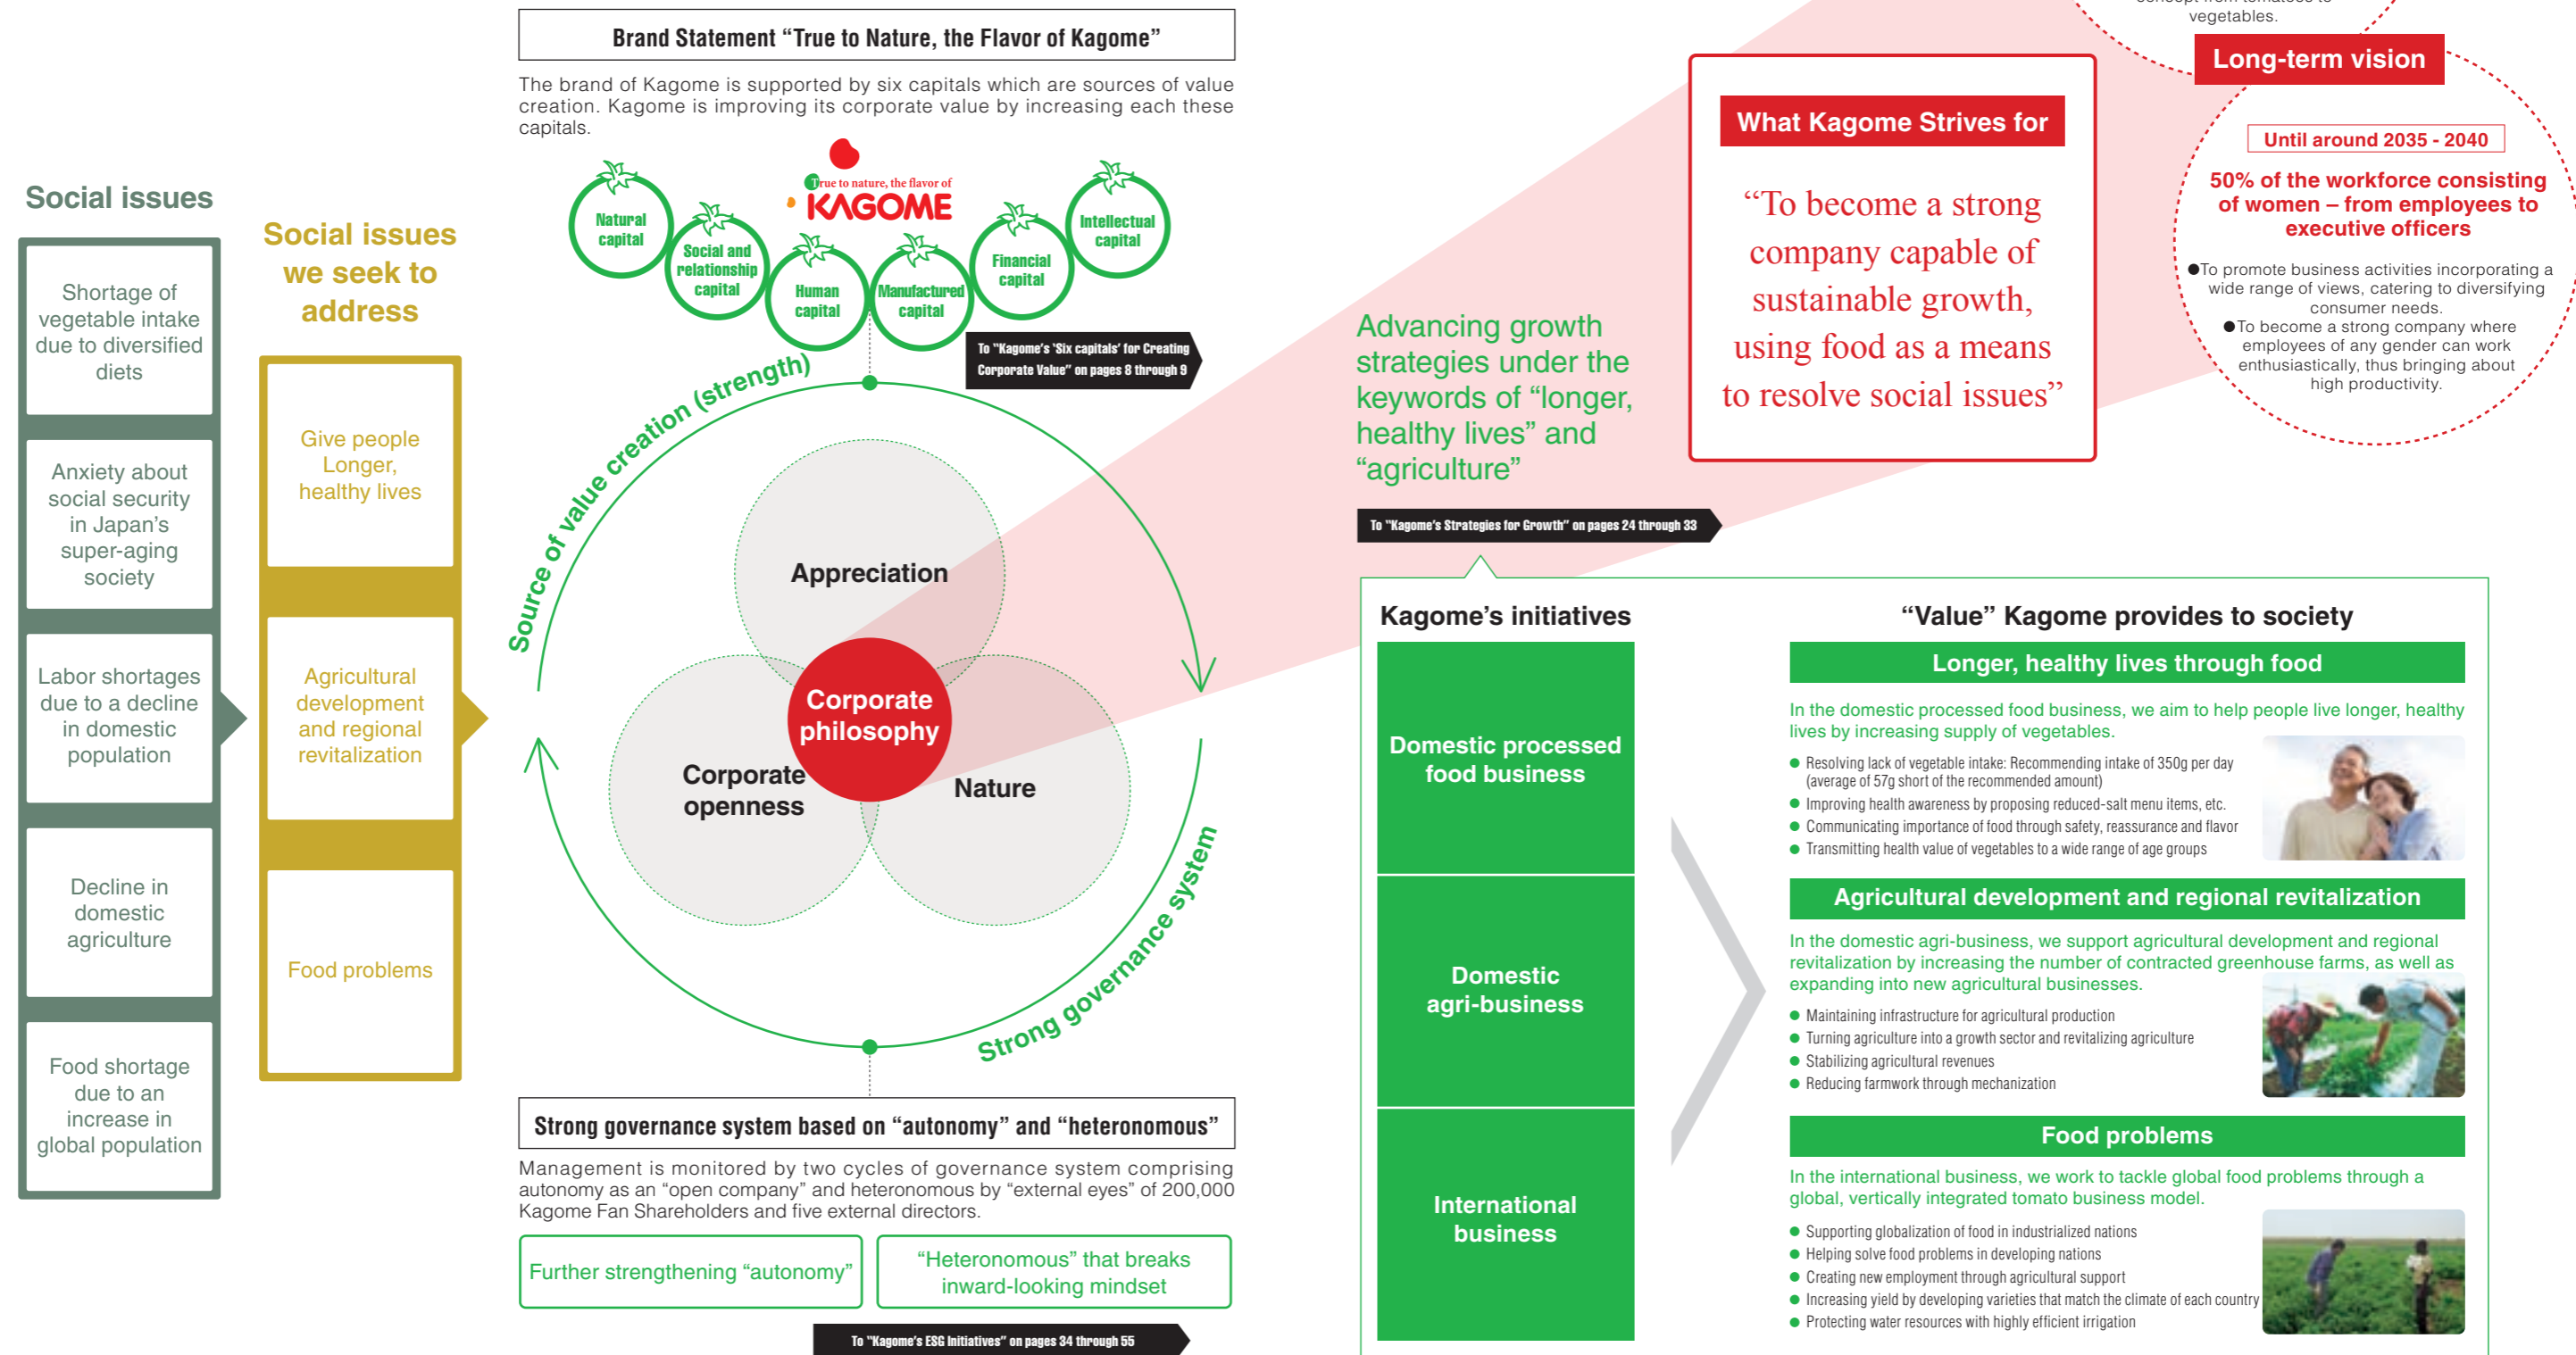 Social issues
Shortage of
vegetable intake
due to diversified
diets
Anxiety about
social security
in Japan’s
super-aging
society
Labor shortages
due to a decline
in domestic
population
Decline in
domestic
agriculture
Food shortage
due to an
increase in
global population
Social issues
we seek to
address
Give people
Longer,
healthy lives
Agricultural
development
and regional
revitalization
Food problems
Brand Statement “True to Nature, the Flavor of Kagome”
The brand of Kagome is supported by six capitals which are sources of value
creation. Kagome is improving its corporate value by increasing each these
capitals.
True to nature, the flavor of
KAGOME
Natural
capital
Social and
relationship
capital
Human
capital
Manufactured
capital
Financial
capital
Intellectual
capital
To “Kagome’s ‘Six capitals’ for Creating
Corporate Value” on pages 8 through 9
Source of value creation (strength)
Appreciation
Corporate
philosophy
Corporate
openness
Nature
Strong governance system
Strong governance system based on “autonomy” and “heteronomous”
Management is monitored by two cycles of governance system comprising
autonomy as an “open company” and heteronomous by “external eyes” of 200,000
Kagome Fan Shareholders and five external directors.
Further strengthening “autonomy”
“Heteronomous” that breaks
inward-looking mindset
To “Kagome’s ESG Initiatives” on pages 34 through 55
Advancing growth
strategies under the
keywords of “longer,
healthy lives” and
“agriculture”
To “Kagome’s Strategies for Growth” on pages 24 through 33
What Kagome Strives for
“To become a strong
company capable of
sustainable growth,
using food as a means
to resolve social issues”
vegetables.
Long-term vision
Until around 2035 - 2040
50% of the workforce consisting
of women – from employees to
executive officers
●To promote business activities incorporating a
wide range of views, catering to diversifying
consumer needs.
●To become a strong company where
employees of any gender can work
enthusiastically, thus bringing about
high productivity.
Kagome’s initiatives
Domestic processed
food business
Domestic
agri-business
International
business
“Value” Kagome provides to society
Longer, healthy lives through food
In the domestic processed food business, we aim to help people live longer, healthy
lives by increasing supply of vegetables.
● Resolving lack of vegetable intake: Recommending intake of 350g per day
(average of 57g short of the recommended amount)
● Improving health awareness by proposing reduced-salt menu items, etc.
● Communicating importance of food through safety, reassurance and flavor
● Transmitting health value of vegetables to a wide range of age groups
Agricultural development and regional revitalization
In the domestic agri-business, we support agricultural development and regional
revitalization by increasing the number of contracted greenhouse farms, as well as
expanding into new agricultural businesses.
● Maintaining infrastructure for agricultural production
● Turning agriculture into a growth sector and revitalizing agriculture
● Stabilizing agricultural revenues
● Reducing farmwork through mechanization
Food problems
In the international business, we work to tackle global food problems through a
global, vertically integrated tomato business model.
● Supporting globalization of food in industrialized nations
● Helping solve food problems in developing nations
● Creating new employment through agricultural support
● Increasing yield by developing varieties that match the climate of each country
● Protecting water resources with highly efficient irrigation